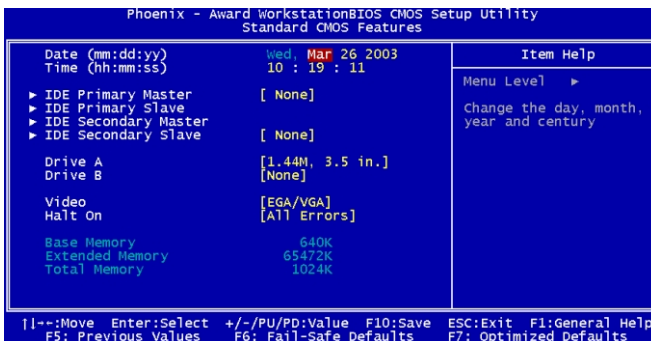 Phoenix - Award WorkstationBIOS CMOS Setup Utility
Standard CMOS Features
Date (mm:dd:yy) Wed, Mar 26 2003
Time (hh:mm:ss) 10 : 19 : 11
▶ IDE Primary Master [ None]
▶ IDE Primary Slave
▶ IDE Secondary Master
▶ IDE Secondary Slave [ None]
Drive A [1.44M, 3.5 in.]
Drive B [None]
Video [EGA/VGA]
Halt On [All Errors]
Base Memory 640K
Extended Memory 65472K
Total Memory 1024K
Item Help
Menu Level ▶
Change the day, month,
year and century
↑↓→←:Move Enter:Select +/-/PU/PD:Value F10:Save ESC:Exit F1:General Help
F5: Previous Values F6: Fail-Safe Defaults F7: Optimized Defaults